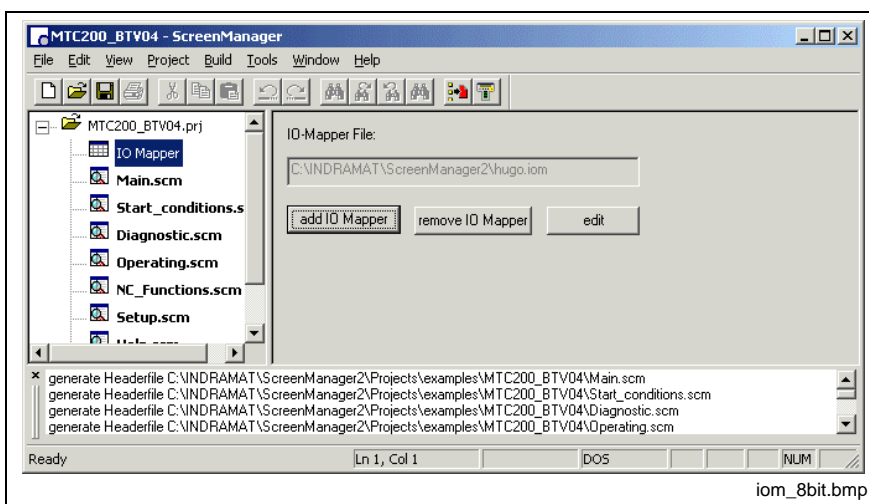 MTC200_BTV04 - ScreenManager
File Edit View Project Build Tools Window Help
MTC200_BTV04.prj
IO Mapper
Main.scm
Start_conditions.s
Diagnostic.scm
Operating.scm
NC_Functions.scm
Setup.scm
IO-Mapper File:
C:\INDRAMAT\ScreenManager2\hugo.iom
add IO Mapper remove IO Mapper edit
generate Headerfile C:\INDRAMAT\ScreenManager2\Projects\examples\MTC200_BTV04\Main.scm
generate Headerfile C:\INDRAMAT\ScreenManager2\Projects\examples\MTC200_BTV04\Start_conditions.scm
generate Headerfile C:\INDRAMAT\ScreenManager2\Projects\examples\MTC200_BTV04\Diagnostic.scm
generate Headerfile C:\INDRAMAT\ScreenManager2\Projects\examples\MTC200_BTV04\Operating.scm
Ready Ln 1, Col 1 DOS NUM
iom_8bit.bmp